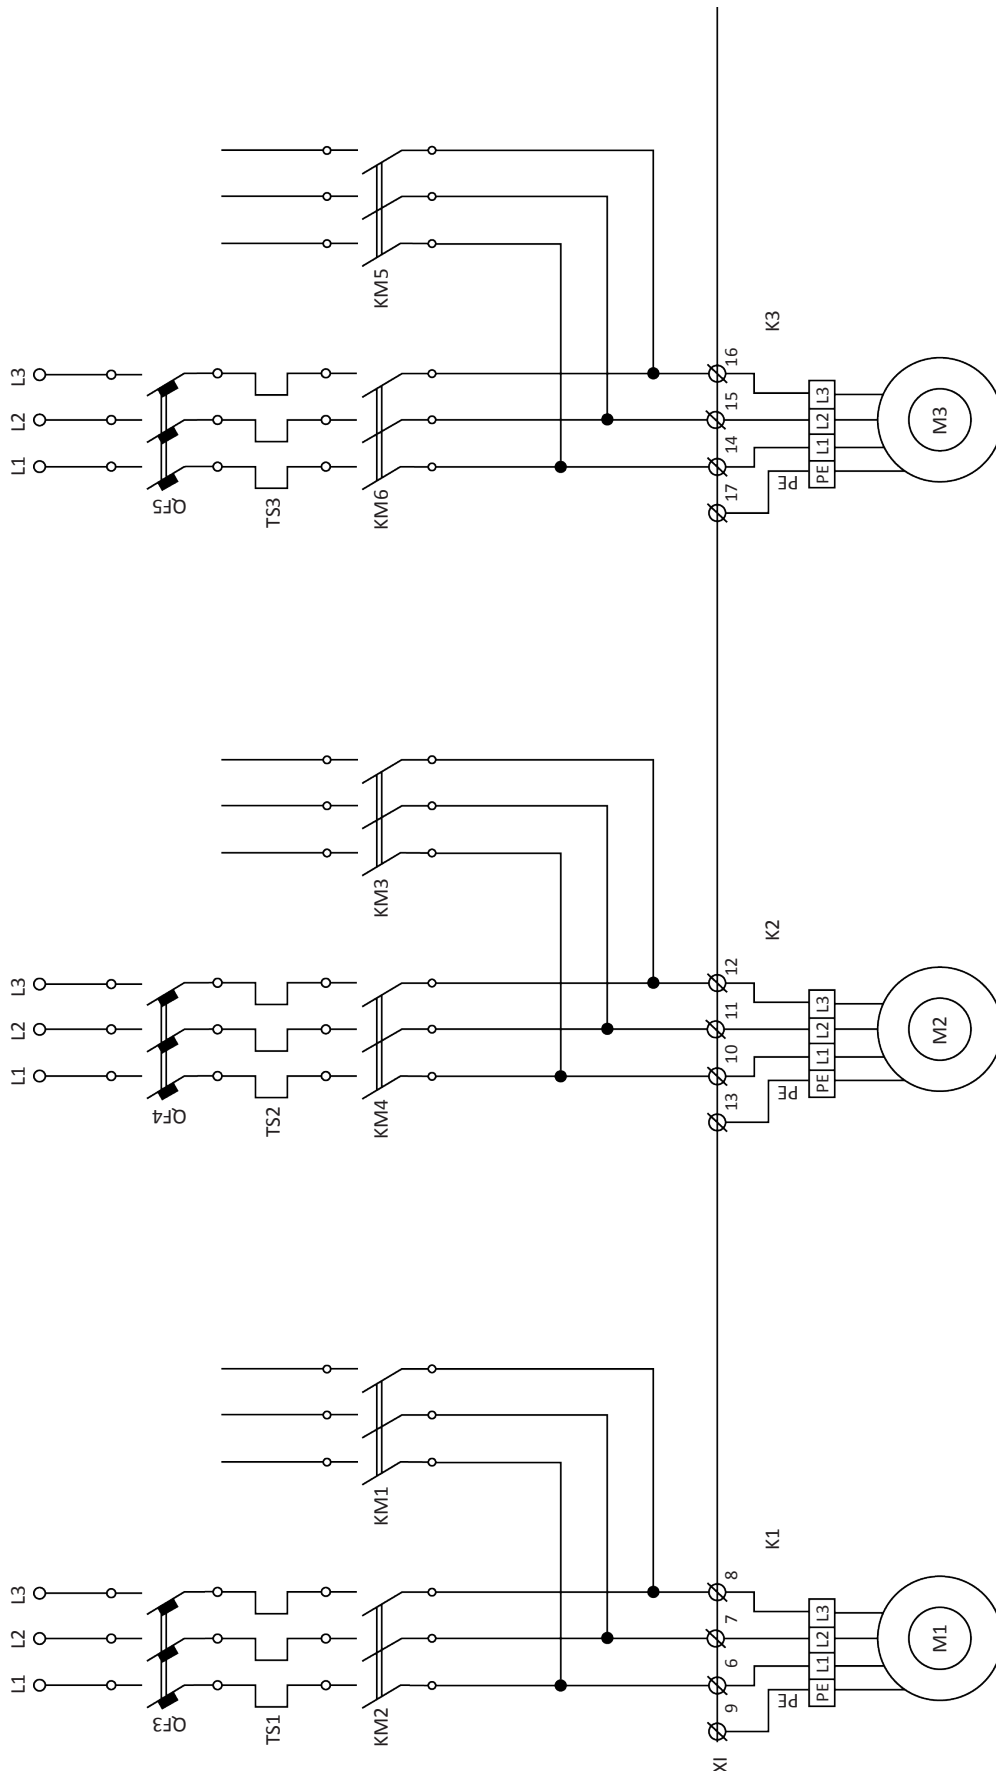 L1 L2 L3
QF5
TS3
KM6
KM5
17 14 15 16
K3
PE
PE L1 L2 L3
M3
L1 L2 L3
QF4
TS2
KM4
KM3
13 10 11 12
K2
PE
PE L1 L2 L3
M2
L1 L2 L3
QF3
TS1
KM2
KM1
XI
9 6 7 8
K1
PE
PE L1 L2 L3
M1